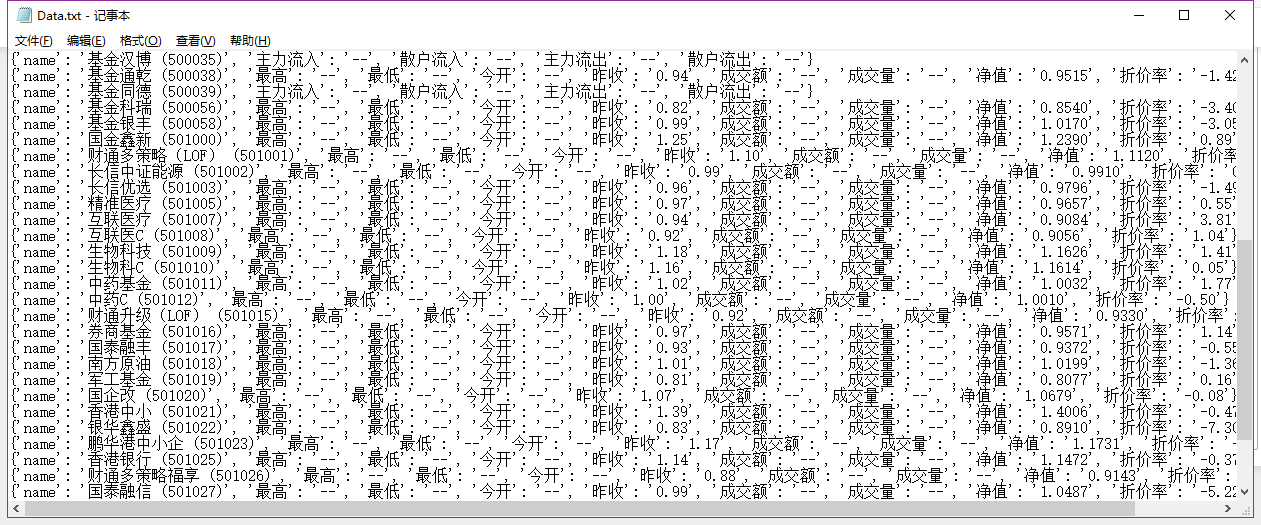 Data.txt - 记事本
文件(F) 编辑(E) 格式(O) 查看(V) 帮助(H)
{'name': '基金汉博 (500035)', '主力流入': '--', '散户流入': '--', '主力流出': '--', '散户流出': '--'}
{'name': '基金通乾 (500038)', '最高': '--', '最低': '--', '今开': '--', '昨收': '0.94', '成交额': '--', '成交量': '--', '净值': '0.9515', '折价率': '-1.42
{'name': '基金同德 (500039)', '主力流入': '--', '散户流入': '--', '主力流出': '--', '散户流出': '--'}
{'name': '基金科瑞 (500056)', '最高': '--', '最低': '--', '今开': '--', '昨收': '0.82', '成交额': '--', '成交量': '--', '净值': '0.8540', '折价率': '-3.40
{'name': '基金银丰 (500058)', '最高': '--', '最低': '--', '今开': '--', '昨收': '0.99', '成交额': '--', '成交量': '--', '净值': '1.0170', '折价率': '-3.05
{'name': '国金鑫新 (501000)', '最高': '--', '最低': '--', '今开': '--', '昨收': '1.25', '成交额': '--', '成交量': '--', '净值': '1.2390', '折价率': '0.89'
{'name': '财通多策略 (LOF) (501001)', '最高': '--', '最低': '--', '今开': '--', '昨收': '1.10', '成交额': '--', '成交量': '--', '净值': '1.1120', '折价率
{'name': '长信中证能源 (501002)', '最高': '--', '最低': '--', '今开': '--', '昨收': '0.99', '成交额': '--', '成交量': '--', '净值': '0.9910', '折价率': '0
{'name': '长信优选 (501003)', '最高': '--', '最低': '--', '今开': '--', '昨收': '0.96', '成交额': '--', '成交量': '--', '净值': '0.9796', '折价率': '-1.49
{'name': '精准医疗 (501005)', '最高': '--', '最低': '--', '今开': '--', '昨收': '0.97', '成交额': '--', '成交量': '--', '净值': '0.9657', '折价率': '0.55'
{'name': '互联医疗 (501007)', '最高': '--', '最低': '--', '今开': '--', '昨收': '0.94', '成交额': '--', '成交量': '--', '净值': '0.9084', '折价率': '3.81'
{'name': '互联医C (501008)', '最高': '--', '最低': '--', '今开': '--', '昨收': '0.92', '成交额': '--', '成交量': '--', '净值': '0.9056', '折价率': '1.04'}
{'name': '生物科技 (501009)', '最高': '--', '最低': '--', '今开': '--', '昨收': '1.18', '成交额': '--', '成交量': '--', '净值': '1.1626', '折价率': '1.41'
{'name': '生物科C (501010)', '最高': '--', '最低': '--', '今开': '--', '昨收': '1.16', '成交额': '--', '成交量': '--', '净值': '1.1614', '折价率': '0.05'}
{'name': '中药基金 (501011)', '最高': '--', '最低': '--', '今开': '--', '昨收': '1.02', '成交额': '--', '成交量': '--', '净值': '1.0032', '折价率': '1.77'
{'name': '中药C (501012)', '最高': '--', '最低': '--', '今开': '--', '昨收': '1.00', '成交额': '--', '成交量': '--', '净值': '1.0010', '折价率': '-0.50'}
{'name': '财通升级 (LOF) (501015)', '最高': '--', '最低': '--', '今开': '--', '昨收': '0.92', '成交额': '--', '成交量': '--', '净值': '0.9330', '折价率': 
{'name': '券商基金 (501016)', '最高': '--', '最低': '--', '今开': '--', '昨收': '0.97', '成交额': '--', '成交量': '--', '净值': '0.9571', '折价率': '1.14'
{'name': '国泰融丰 (501017)', '最高': '--', '最低': '--', '今开': '--', '昨收': '0.93', '成交额': '--', '成交量': '--', '净值': '0.9372', '折价率': '-0.55
{'name': '南方原油 (501018)', '最高': '--', '最低': '--', '今开': '--', '昨收': '1.01', '成交额': '--', '成交量': '--', '净值': '1.0199', '折价率': '-1.36
{'name': '军工基金 (501019)', '最高': '--', '最低': '--', '今开': '--', '昨收': '0.81', '成交额': '--', '成交量': '--', '净值': '0.8077', '折价率': '0.16'
{'name': '国企改 (501020)', '最高': '--', '最低': '--', '今开': '--', '昨收': '1.07', '成交额': '--', '成交量': '--', '净值': '1.0679', '折价率': '-0.08'}
{'name': '香港中小 (501021)', '最高': '--', '最低': '--', '今开': '--', '昨收': '1.39', '成交额': '--', '成交量': '--', '净值': '1.4006', '折价率': '-0.47
{'name': '银华鑫盛 (501022)', '最高': '--', '最低': '--', '今开': '--', '昨收': '0.83', '成交额': '--', '成交量': '--', '净值': '0.8910', '折价率': '-7.30
{'name': '鹏华港中小企 (501023)', '最高': '--', '最低': '--', '今开': '--', '昨收': '1.17', '成交额': '--', '成交量': '--', '净值': '1.1731', '折价率': '-
{'name': '香港银行 (501025)', '最高': '--', '最低': '--', '今开': '--', '昨收': '1.14', '成交额': '--', '成交量': '--', '净值': '1.1472', '折价率': '-0.37
{'name': '财通多策略福享 (501026)', '最高': '--', '最低': '--', '今开': '--', '昨收': '0.88', '成交额': '--', '成交量': '--', '净值': '0.9143', '折价率':
{'name': '国泰融信 (501027)', '最高': '--', '最低': '--', '今开': '--', '昨收': '0.99', '成交额': '--', '成交量': '--', '净值': '1.0487', '折价率': '-5.22